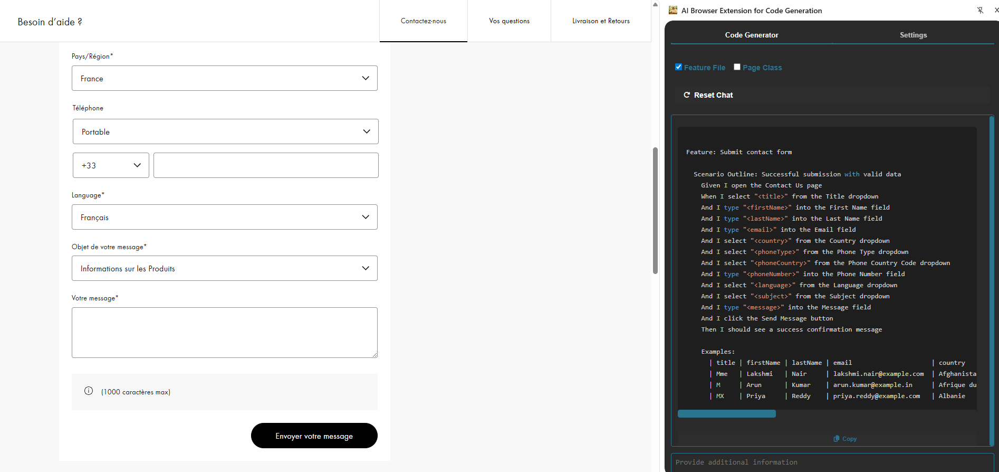 Besoin d’aide ?
Contactez-nous
Vos questions
Livraison et Retours
Pays/Région*
France
Téléphone
Portable
+33
Language*
Français
Objet de votre message*
Informations sur les Produits
Votre message*
(1000 caractères max)
Envoyer votre message
AI Browser Extension for Code Generation
Code Generator
Settings
Feature File
Page Class
Reset Chat
Feature: Submit contact form
Scenario Outline: Successful submission with valid data
Given I open the Contact Us page
When I select "<title>" from the Title dropdown
And I type "<firstName>" into the First Name field
And I type "<lastName>" into the Last Name field
And I type "<email>" into the Email field
And I select "<country>" from the Country dropdown
And I select "<phoneType>" from the Phone Type dropdown
And I select "<phoneCountry>" from the Phone Country Code dropdown
And I type "<phoneNumber>" into the Phone Number field
And I select "<language>" from the Language dropdown
And I select "<subject>" from the Subject dropdown
And I type "<message>" into the Message field
And I click the Send Message button
Then I should see a success confirmation message
Examples:
| title | firstName | lastName | email | country
| Mme | Lakshmi | Nair | lakshmi.nair@example.com | Afghanista
| M | Arun | Kumar | arun.kumar@example.in | Afrique du
| MX | Priya | Reddy | priya.reddy@example.com | Albanie
Copy
Provide additional information